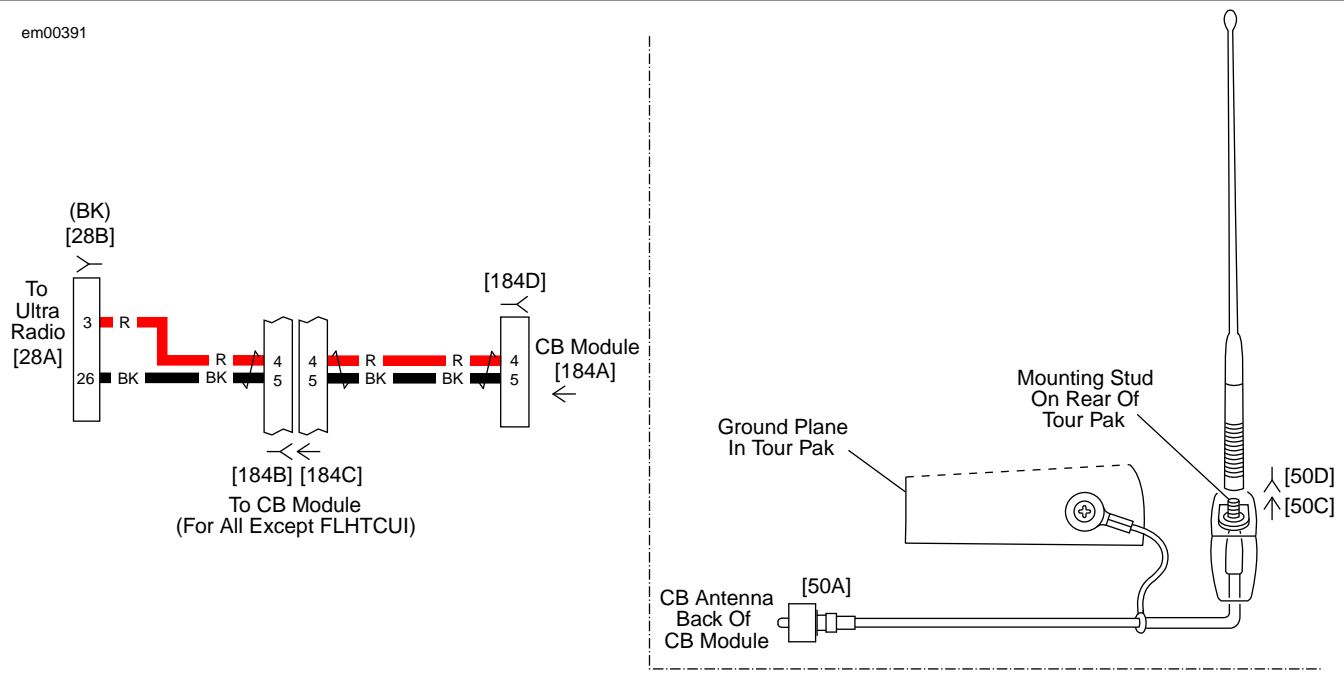 em00391
(BK)
[28B]
To
Ultra
Radio
[28A]
3
R
R
4
4
R
R
4
26
BK
BK
5
5
BK
BK
5
[184D]
CB Module
[184A]
[184B] [184C]
To CB Module
(For All Except FLHTCUI)
Ground Plane
In Tour Pak
Mounting Stud
On Rear Of
Tour Pak
[50D]
[50C]
[50A]
CB Antenna
Back Of
CB Module